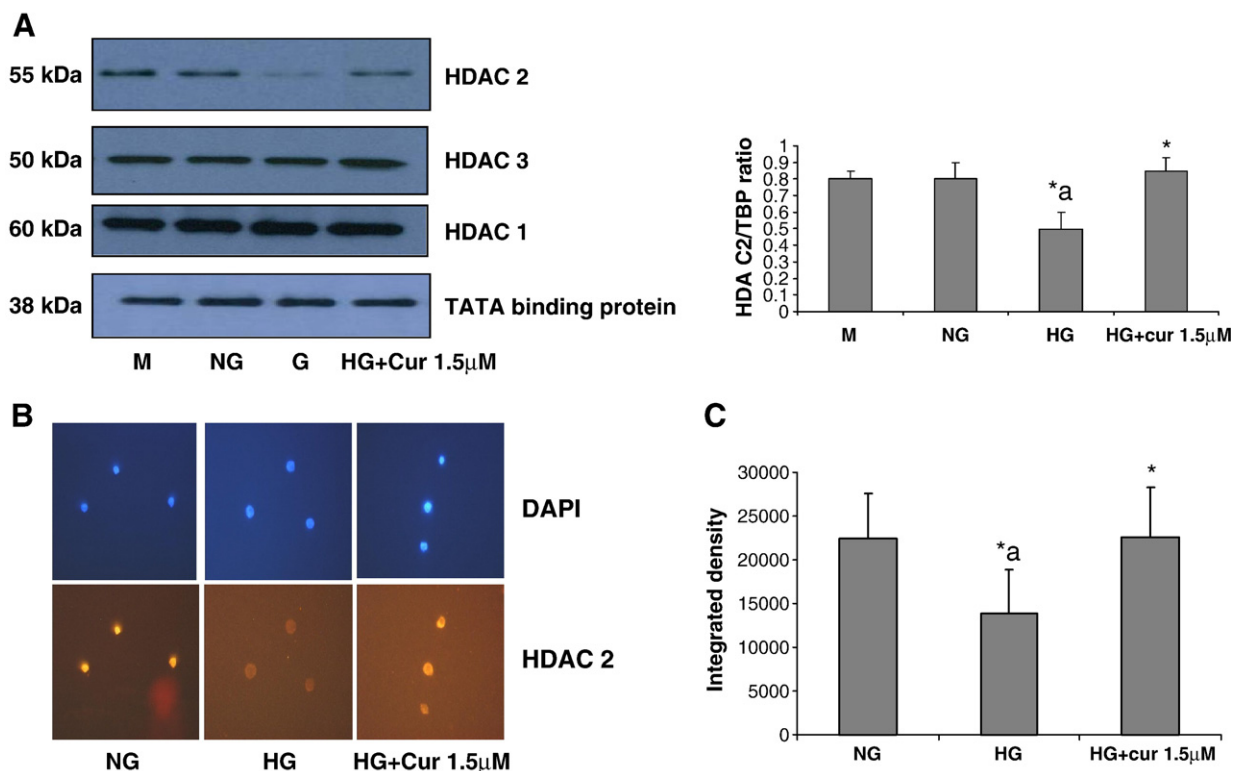 A
55 kDa HDAC 2
50 kDa HDAC 3
60 kDa HDAC 1
38 kDa TATA binding protein
M NG G HG+Cur 1.5μM
HDA C2/TBP ratio
1
0.9
0.8
0.7
0.6
0.5
0.4
0.3
0.2
0.1
0
*a
*
M NG HG HG+cur 1.5μM
B
DAPI
HDAC 2
NG HG HG+Cur 1.5μM
C
Integrated density
30000
25000
20000
15000
10000
5000
0
*a
*
NG HG HG+cur 1.5μM